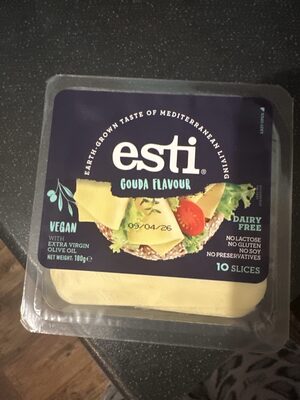 EARTH-GROWN TASTE OF MEDITERRANEAN LIVING
esti®
GOUDA FLAVOUR
09/04/26
VEGAN
WITH
EXTRA VIRGIN
OLIVE OIL
NET WEIGHT: 180g℮
DAIRY
FREE
NO LACTOSE
NO GLUTEN
NO SOY
NO PRESERVATIVES
10 SLICES